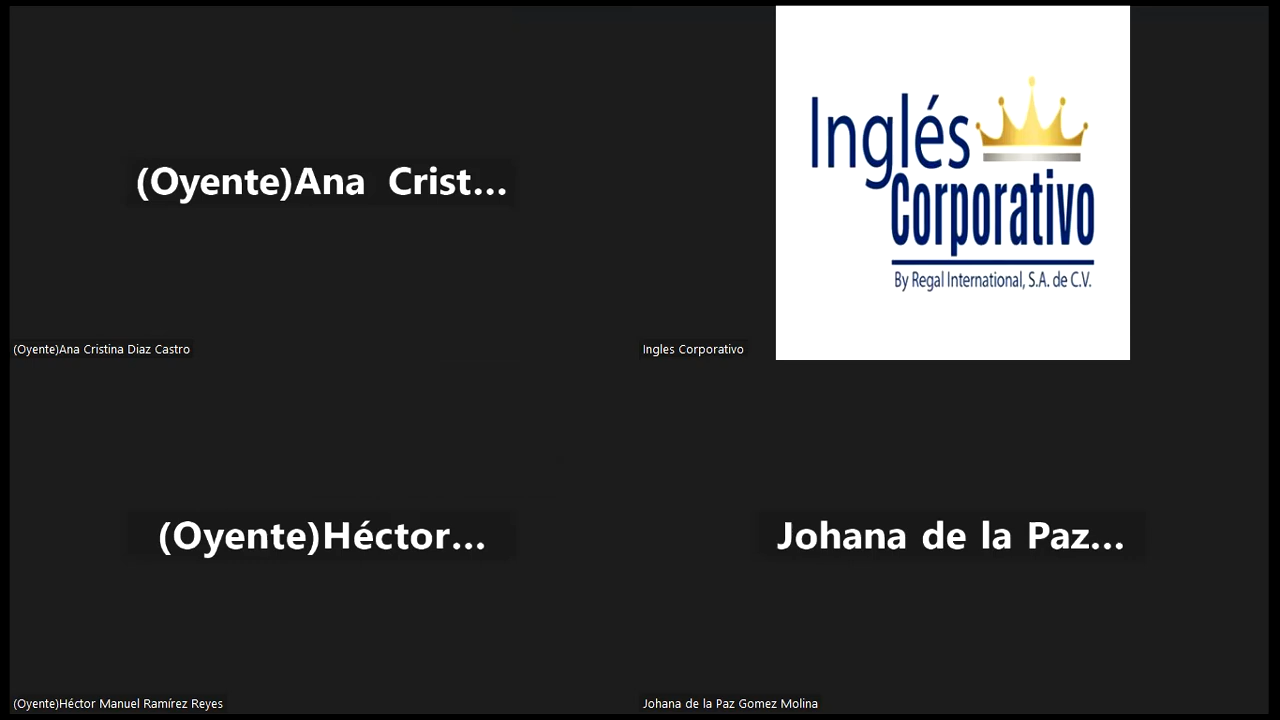 (Oyente)Ana Crist...
(Oyente)Ana Cristina Diaz Castro
Inglés
Corporativo
By Regal International, S.A. de C.V.
Ingles Corporativo
(Oyente)Héctor...
(Oyente)Héctor Manuel Ramírez Reyes
Johana de la Paz...
Johana de la Paz Gomez Molina